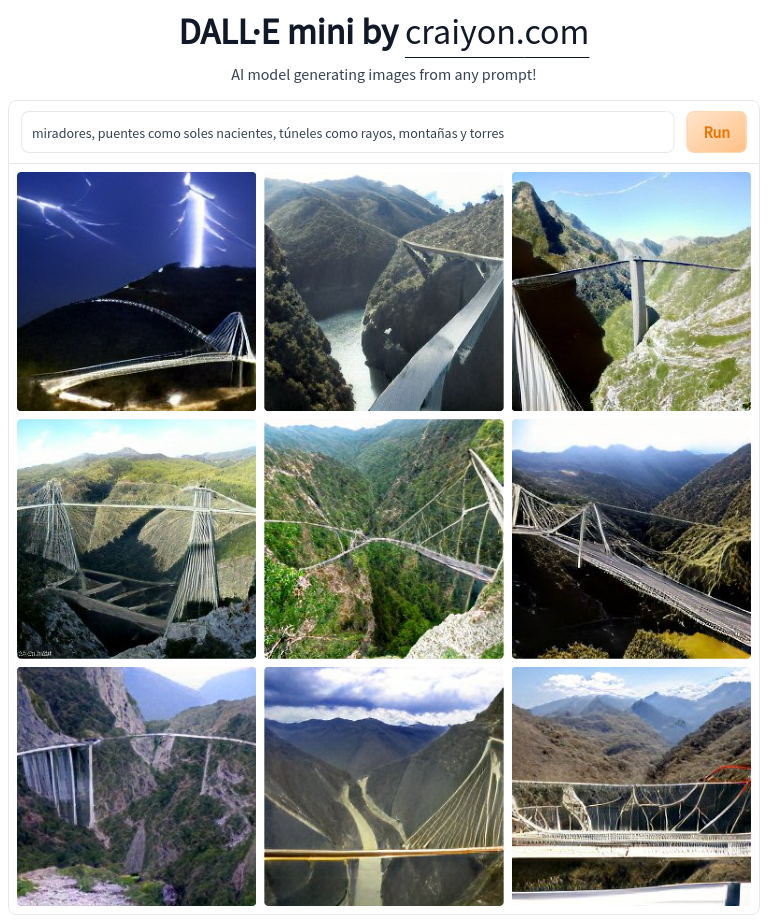 DALL·E mini by craiyon.com
AI model generating images from any prompt!
miradores, puentes como soles nacientes, túneles como rayos, montañas y torres
Run